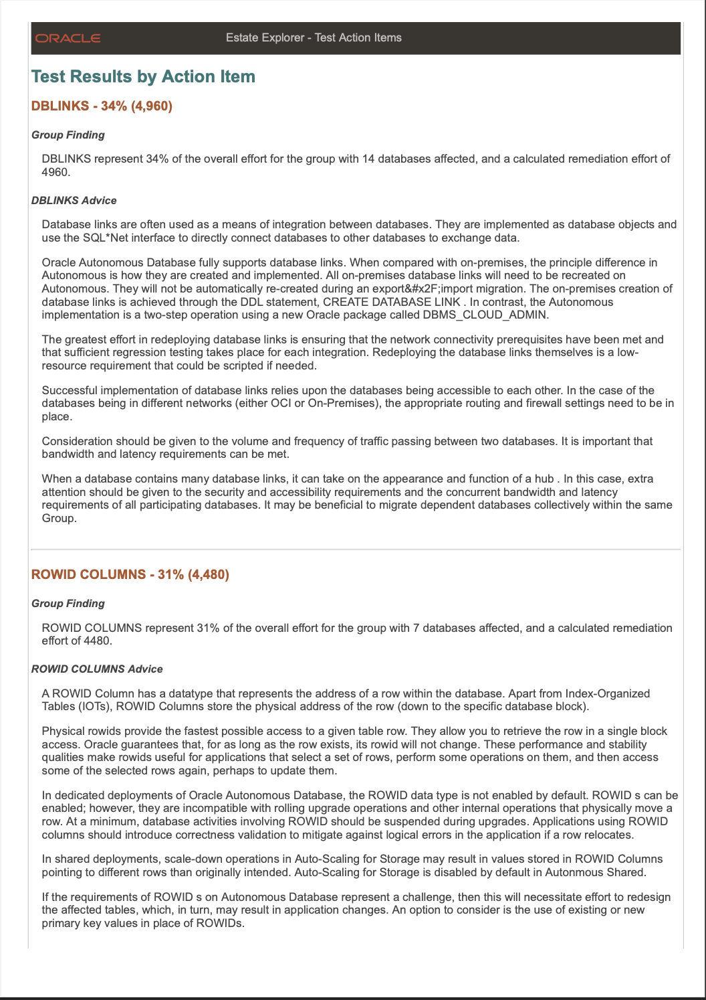 ORACLE
Estate Explorer - Test Action Items
Test Results by Action Item
DBLINKS - 34% (4,960)
Group Finding
DBLINKS represent 34% of the overall effort for the group with 14 databases affected, and a calculated remediation effort of
4960.
DBLINKS Advice
Database links are often used as a means of integration between databases. They are implemented as database objects and
use the SQL*Net interface to directly connect databases to other databases to exchange data.
Oracle Autonomous Database fully supports database links. When compared with on-premises, the principle difference in
Autonomous is how they are created and implemented. All on-premises database links will need to be recreated on
Autonomous. They will not be automatically re-created during an export&#x2F;import migration. The on-premises creation of
database links is achieved through the DDL statement, CREATE DATABASE LINK . In contrast, the Autonomous
implementation is a two-step operation using a new Oracle package called DBMS_CLOUD_ADMIN.
The greatest effort in redeploying database links is ensuring that the network connectivity prerequisites have been met and
that sufficient regression testing takes place for each integration. Redeploying the database links themselves is a low-
resource requirement that could be scripted if needed.
Successful implementation of database links relies upon the databases being accessible to each other. In the case of the
databases being in different networks (either OCI or On-Premises), the appropriate routing and firewall settings need to be in
place.
Consideration should be given to the volume and frequency of traffic passing between two databases. It is important that
bandwidth and latency requirements can be met.
When a database contains many database links, it can take on the appearance and function of a hub . In this case, extra
attention should be given to the security and accessibility requirements and the concurrent bandwidth and latency
requirements of all participating databases. It may be beneficial to migrate dependent databases collectively within the same
Group.
ROWID COLUMNS - 31% (4,480)
Group Finding
ROWID COLUMNS represent 31% of the overall effort for the group with 7 databases affected, and a calculated remediation
effort of 4480.
ROWID COLUMNS Advice
A ROWID Column has a datatype that represents the address of a row within the database. Apart from Index-Organized
Tables (IOTs), ROWID Columns store the physical address of the row (down to the specific database block).
Physical rowids provide the fastest possible access to a given table row. They allow you to retrieve the row in a single block
access. Oracle guarantees that, for as long as the row exists, its rowid will not change. These performance and stability
qualities make rowids useful for applications that select a set of rows, perform some operations on them, and then access
some of the selected rows again, perhaps to update them.
In dedicated deployments of Oracle Autonomous Database, the ROWID data type is not enabled by default. ROWID s can be
enabled; however, they are incompatible with rolling upgrade operations and other internal operations that physically move a
row. At a minimum, database activities involving ROWID should be suspended during upgrades. Applications using ROWID
columns should introduce correctness validation to mitigate against logical errors in the application if a row relocates.
In shared deployments, scale-down operations in Auto-Scaling for Storage may result in values stored in ROWID Columns
pointing to different rows than originally intended. Auto-Scaling for Storage is disabled by default in Autonmous Shared.
If the requirements of ROWID s on Autonomous Database represent a challenge, then this will necessitate effort to redesign
the affected tables, which, in turn, may result in application changes. An option to consider is the use of existing or new
primary key values in place of ROWIDs.